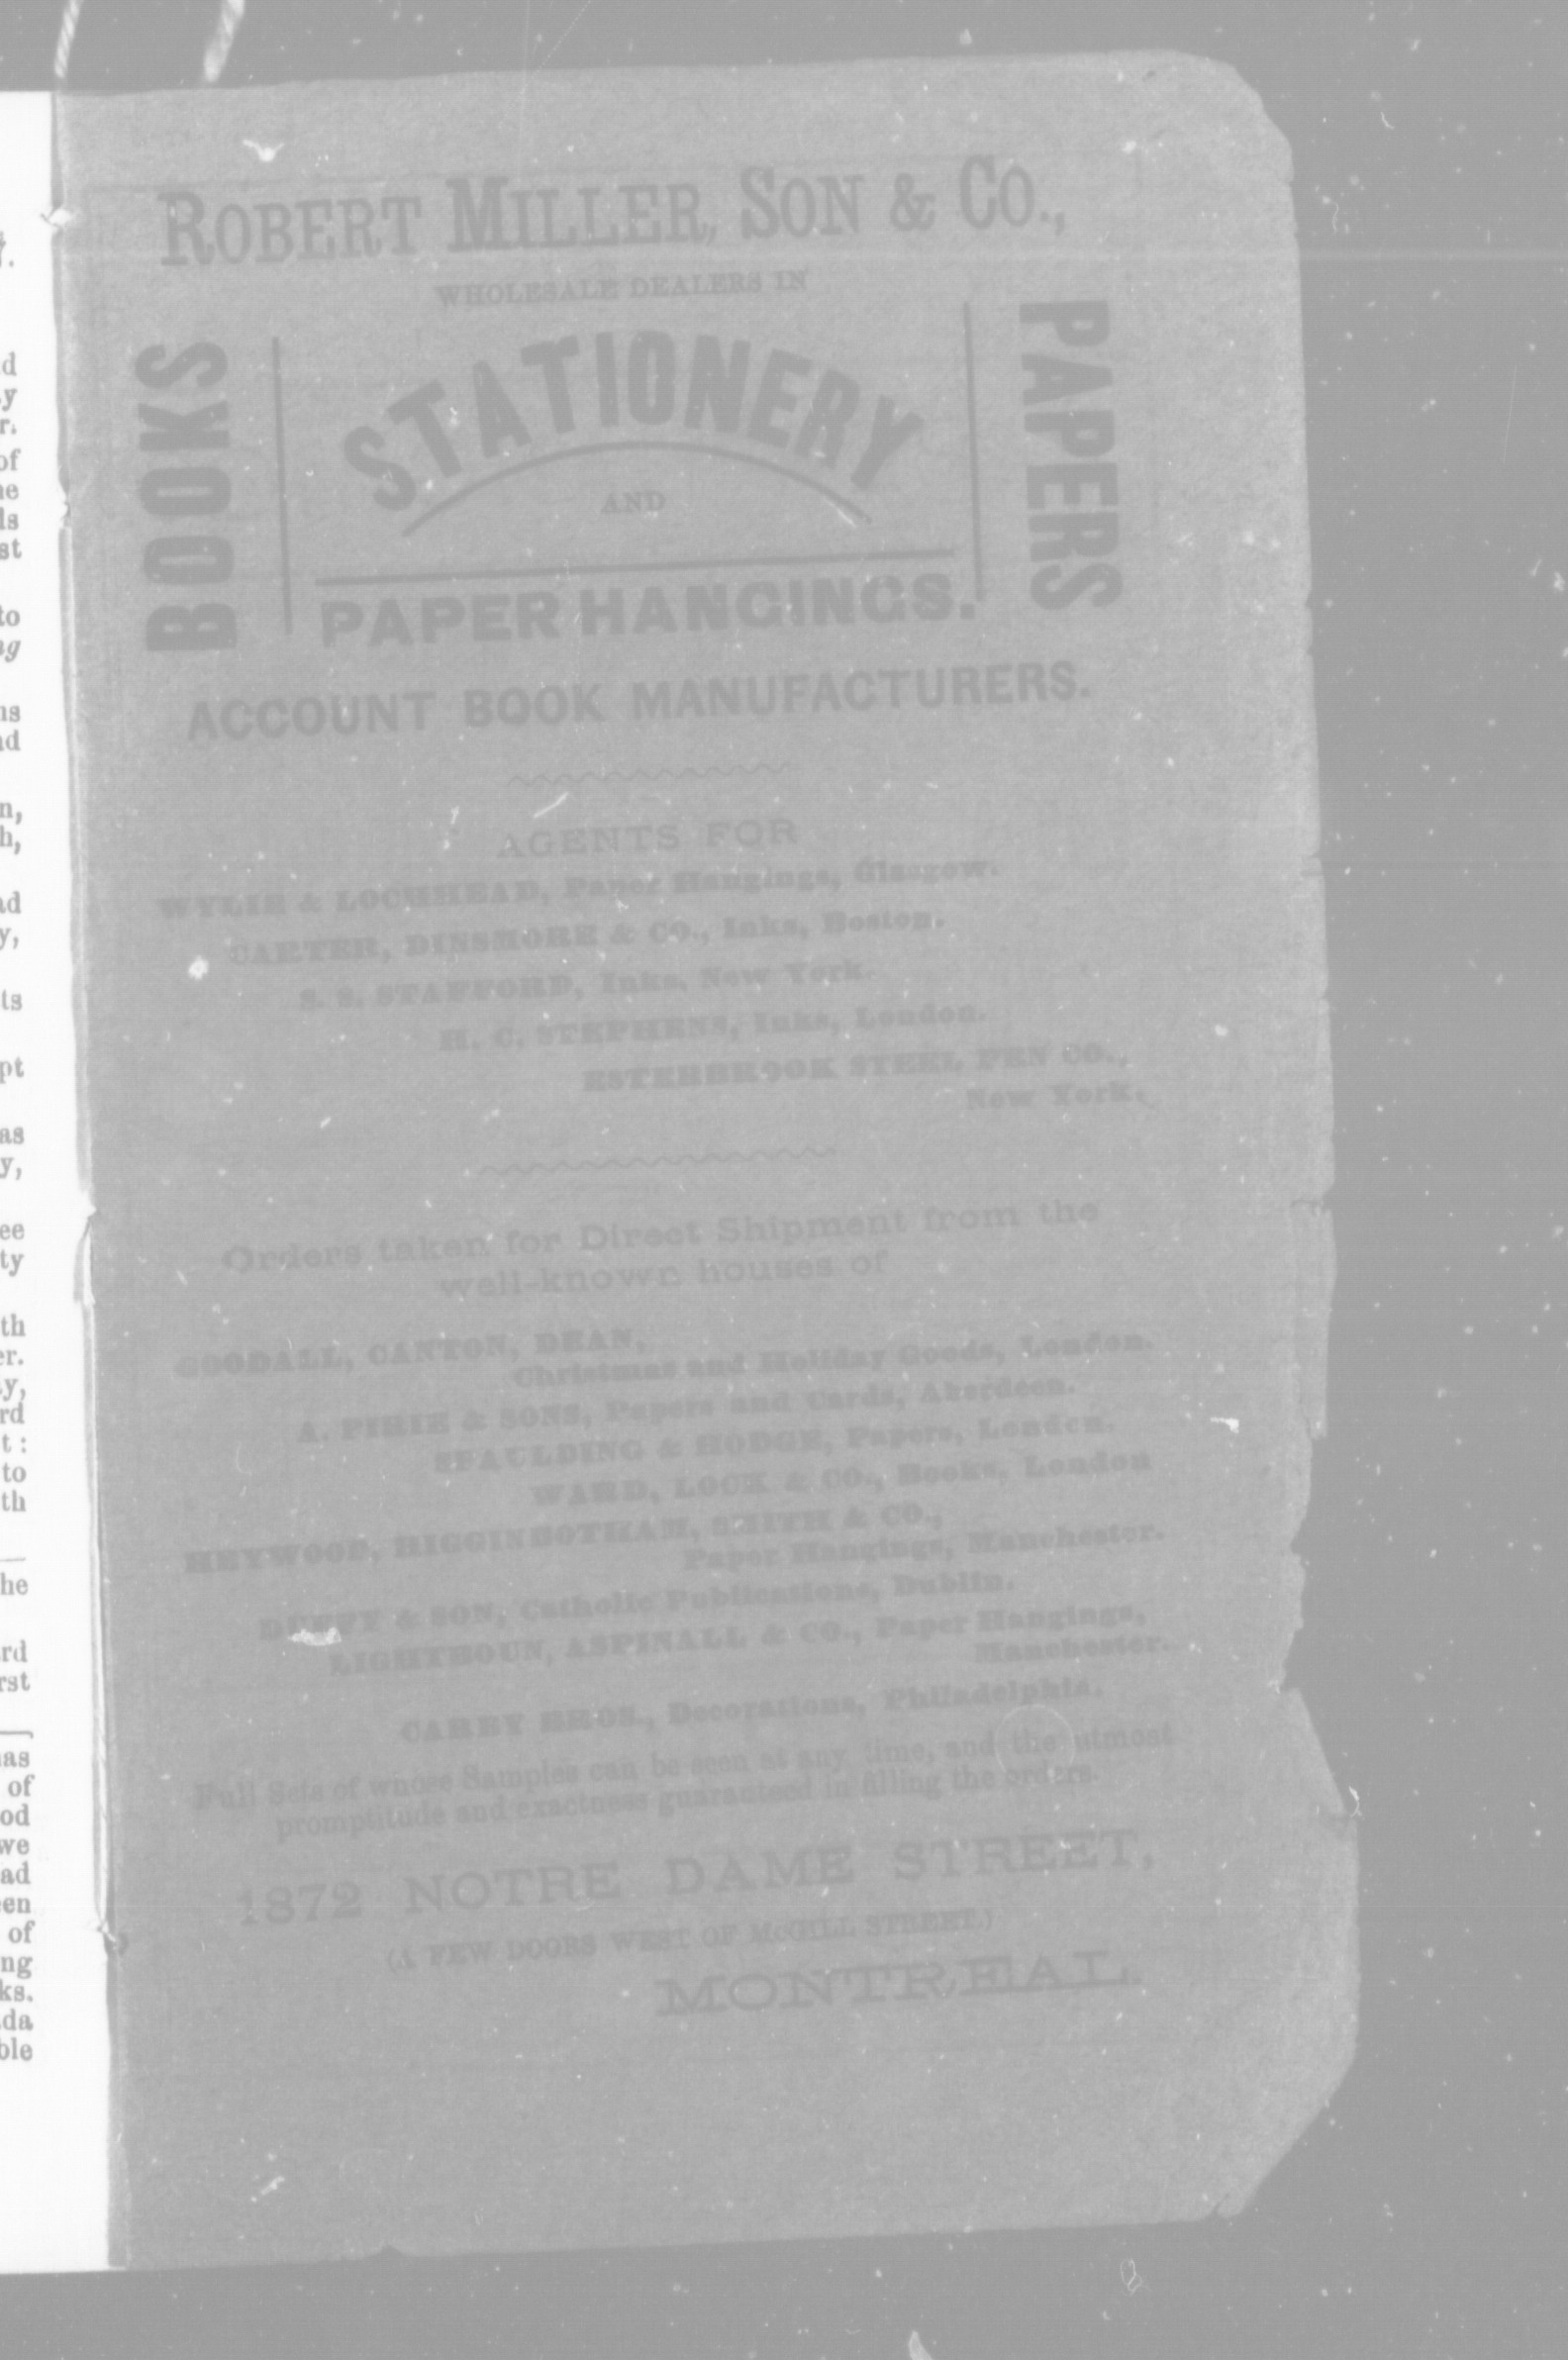 ROBERT MILLER, SON & CO.,
WHOLESALE DEALERS IN
BOOKS
STATIONERY
AND
PAPER HANGINGS.
PAPERS
ACCOUNT BOOK MANUFACTURERS.
AGENTS FOR
WYLIE & LOCHHEAD, Paper Hangings, Glasgow.
CARTER, DINSMORE & CO., Inks, Boston.
S. S. STAFFORD, Inks, New York.
H. C. STEPHENS, Inks, London.
ESTERBROOK STEEL PEN CO.,
New York.
Orders taken for Direct Shipment from the
well-known houses of
GOODALL, CANTON, DEAN,
Christmas and Holiday Goods, London.
A. PIRIE & SONS, Papers and Cards, Aberdeen.
SPAULDING & HODGE, Papers, London.
WARD, LOCK & CO., Books, London
HEYWOOD, HIGGINBOTHAM, SMITH & CO.,
Paper Hangings, Manchester.
DUFFY & SON, Catholic Publications, Dublin.
LIGHTBOUN, ASPINALL & CO., Paper Hangings,
Manchester.
CAREY BROS., Decorations, Philadelphia.
Full Sets of whose Samples can be seen at any time, and the utmost
promptitude and exactness guaranteed in filling the orders.
1872 NOTRE DAME STREET,
(A FEW DOORS WEST OF McGILL STREET.)
MONTREAL.